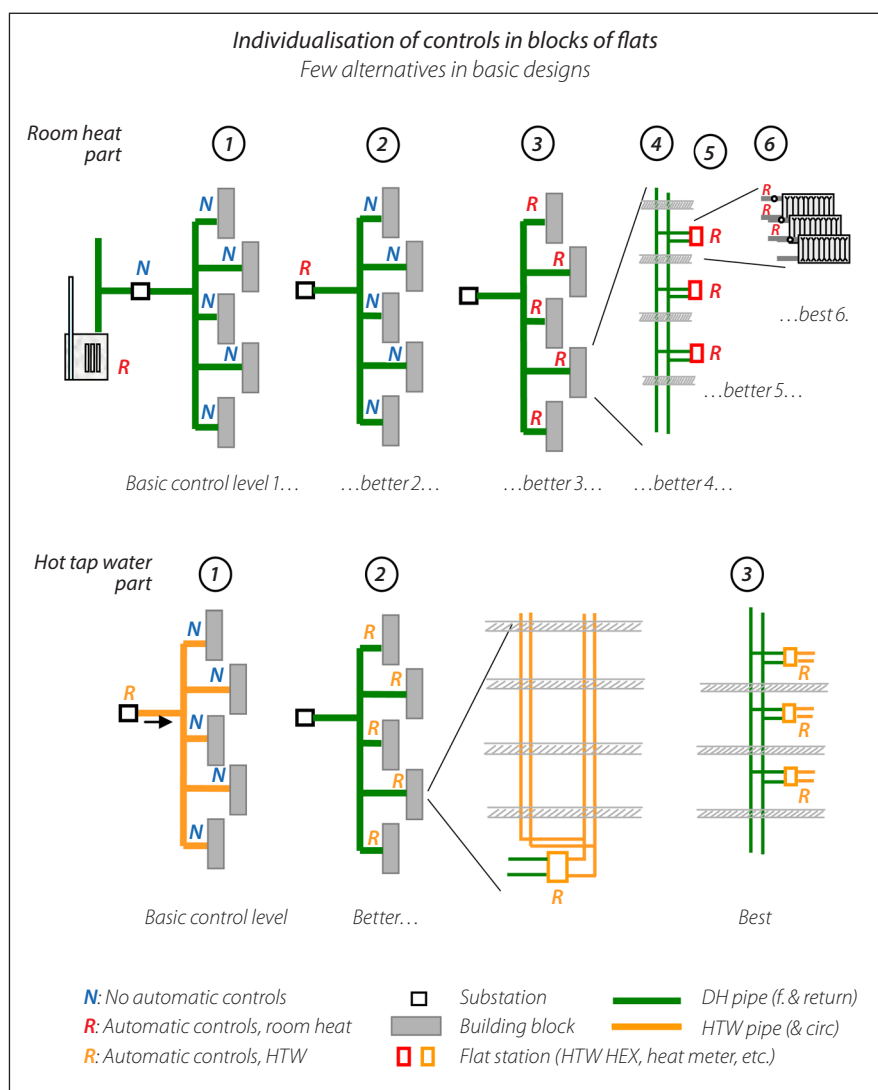 Individualisation of controls in blocks of flats
Few alternatives in basic designs
Room heat
part
1
2
3
4
5
6
N
N
N
N
N
N
R
R
N
N
N
N
N
R
R
R
R
R
R
R
R
R
R
R
…best 6.
…better 5…
Basic control level 1…
…better 2…
…better 3…
…better 4…
Hot tap water
part
1
2
3
R
N
N
N
N
N
R
R
R
R
R
R
R
R
R
Basic control level
Better…
Best
N: No automatic controls
Substation
DH pipe (f. & return)
R: Automatic controls, room heat
Building block
HTW pipe (& circ)
R: Automatic controls, HTW
Flat station (HTW HEX, heat meter, etc.)